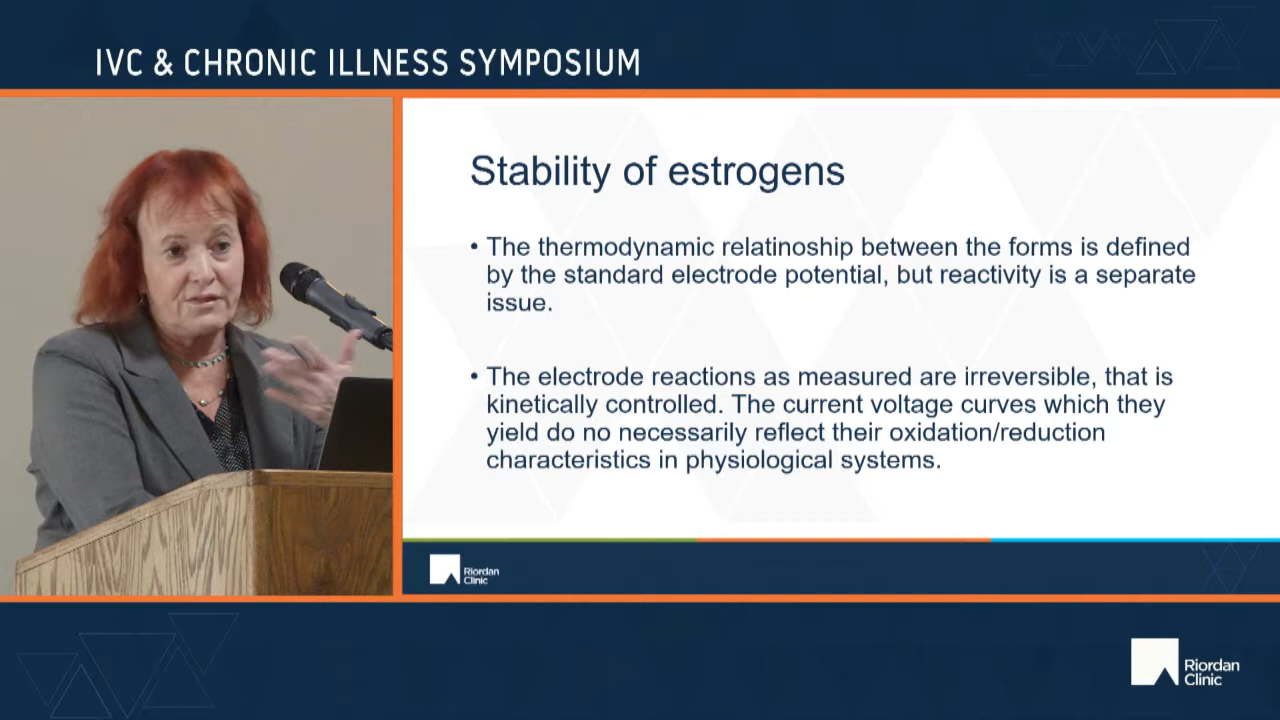 IVC & CHRONIC ILLNESS SYMPOSIUM
Stability of estrogens
• The thermodynamic relatinoship between the forms is defined
by the standard electrode potential, but reactivity is a separate
issue.
• The electrode reactions as measured are irreversible, that is
kinetically controlled. The current voltage curves which they
yield do no necessarily reflect their oxidation/reduction
characteristics in physiological systems.
Riordan
Clinic
Riordan
Clinic